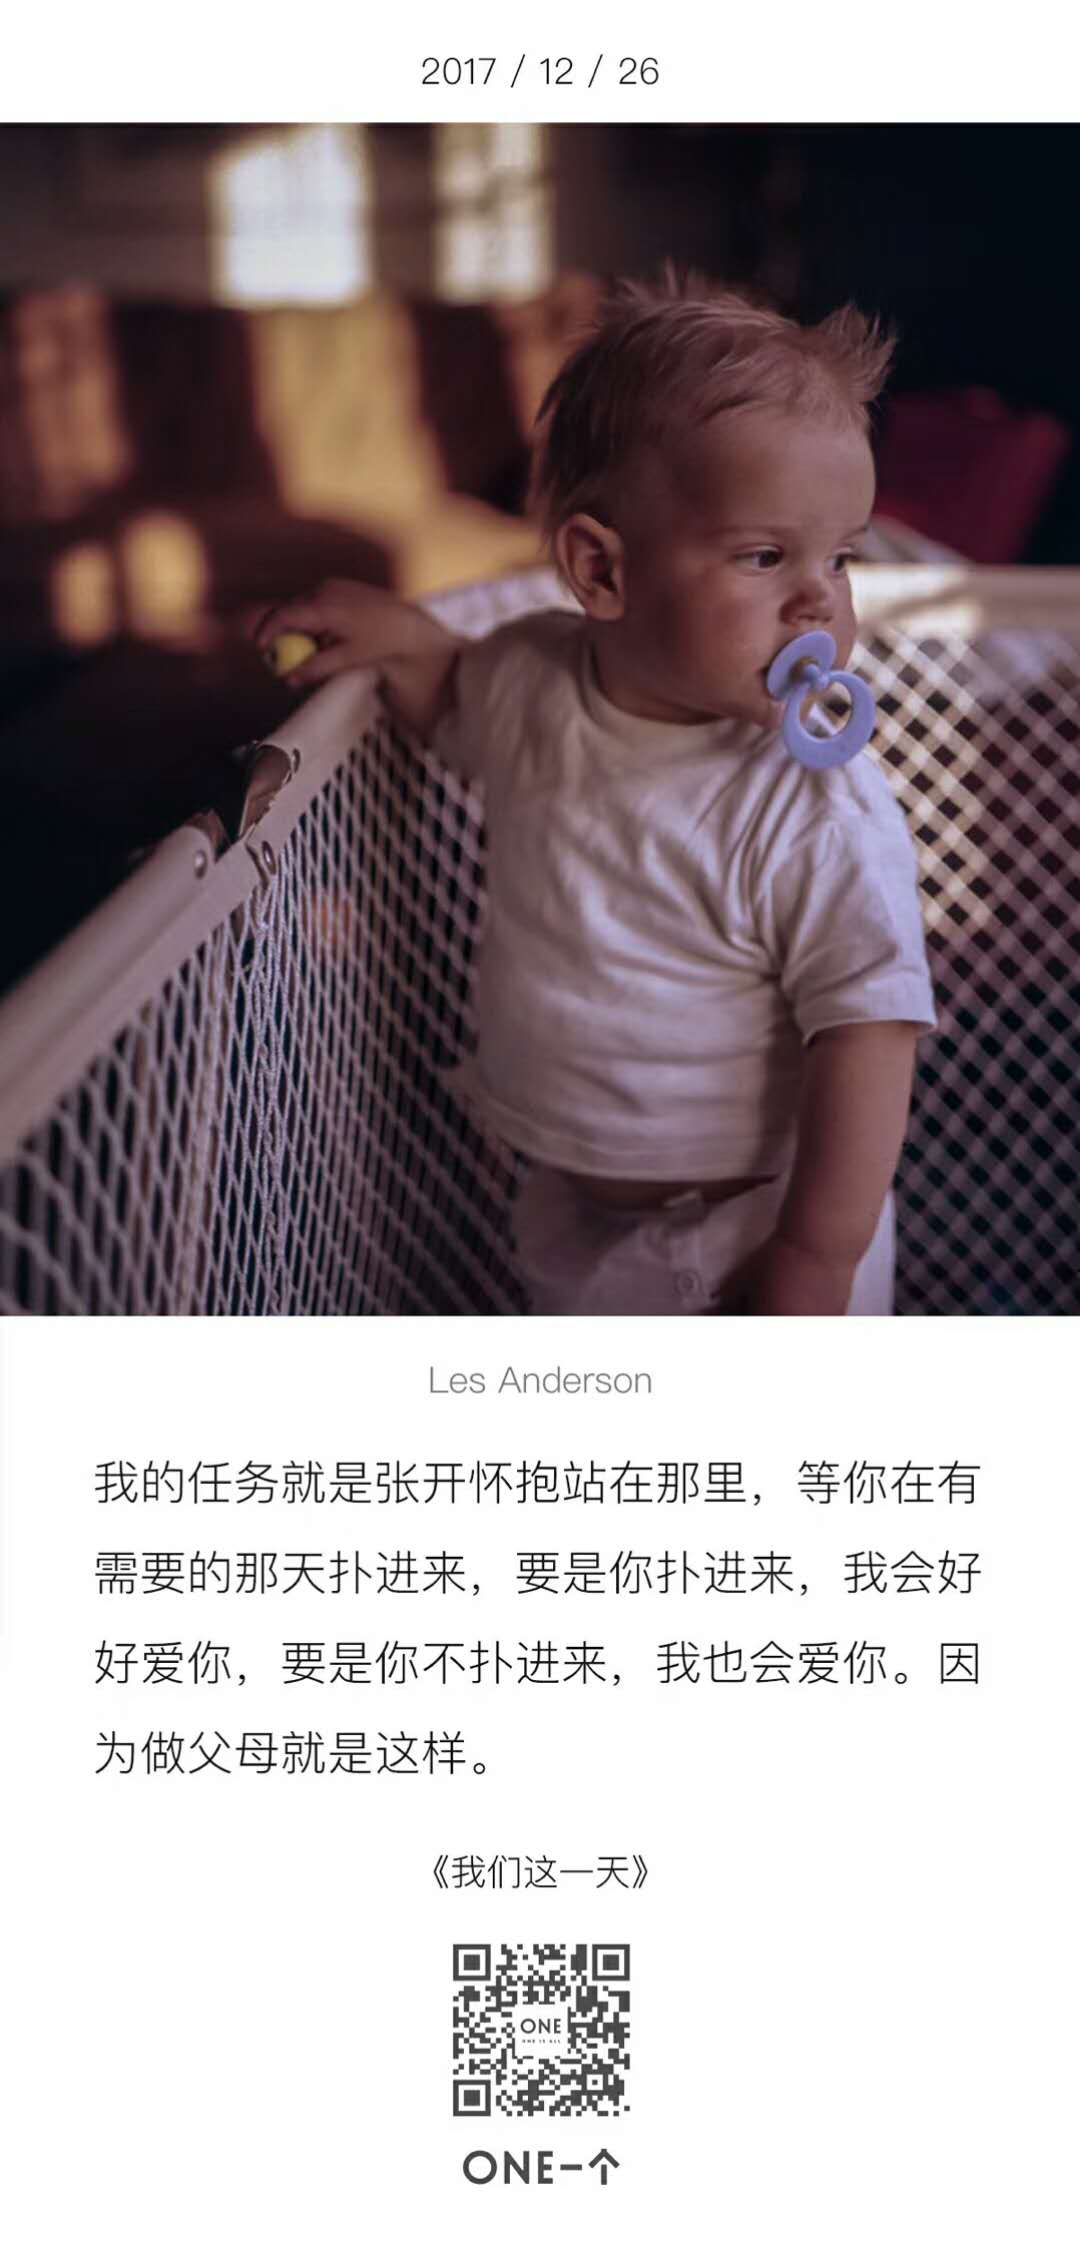 2017 / 12 / 26
Les Anderson
我的任务就是张开怀抱站在那里，等你在有
需要的那天扑进来，要是你扑进来，我会好
好爱你，要是你不扑进来，我也会爱你。因
为做父母就是这样。
《我们这一天》
ONE
ONE IS ALL
ONE一个